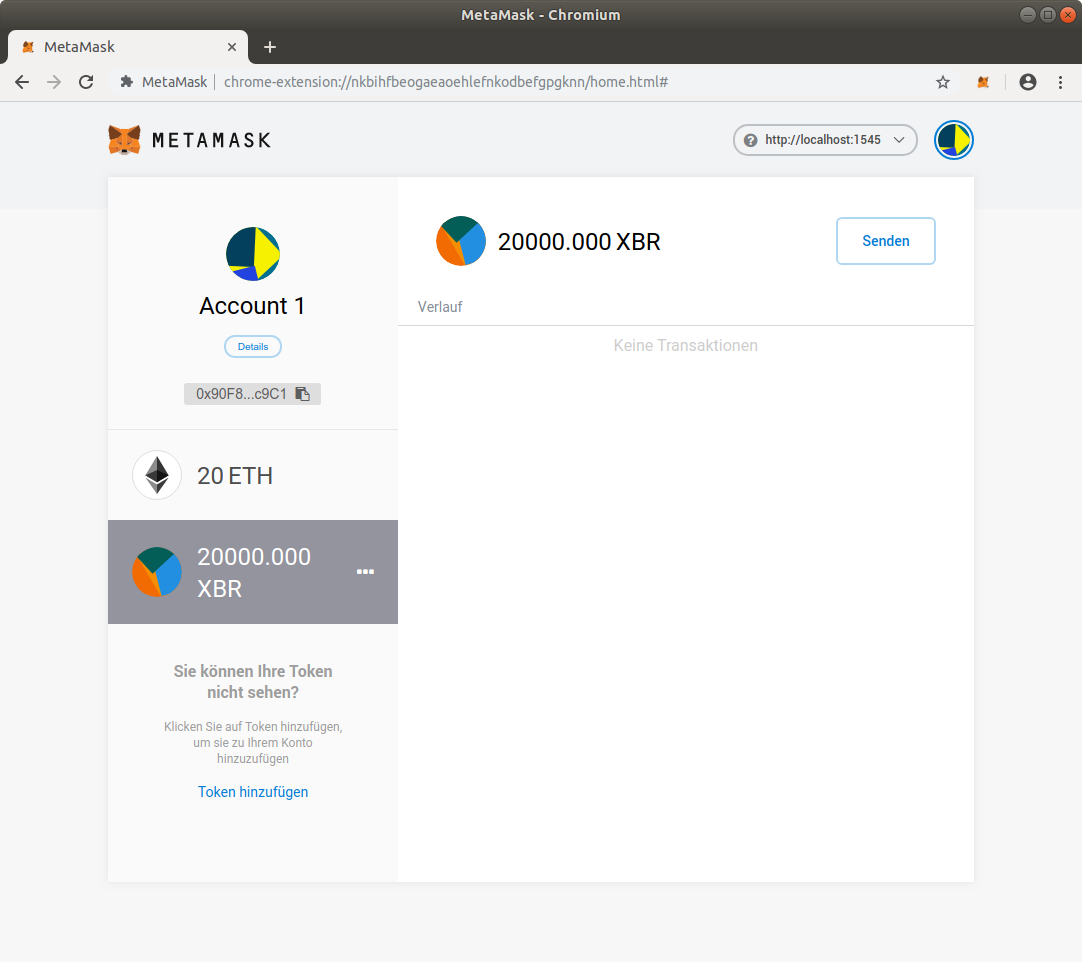 MetaMask - Chromium
MetaMask
MetaMask
chrome-extension://nkbihfbeogaeaoehlefnkodbefgpgknn/home.html#
METAMASK
http://localhost:1545
Account 1
Details
0x90F8...c9C1
20 ETH
20000.000
XBR
Sie können Ihre Token
nicht sehen?
Klicken Sie auf Token hinzufügen,
um sie zu Ihrem Konto
hinzuzufügen
Token hinzufügen
20000.000 XBR
Senden
Verlauf
Keine Transaktionen